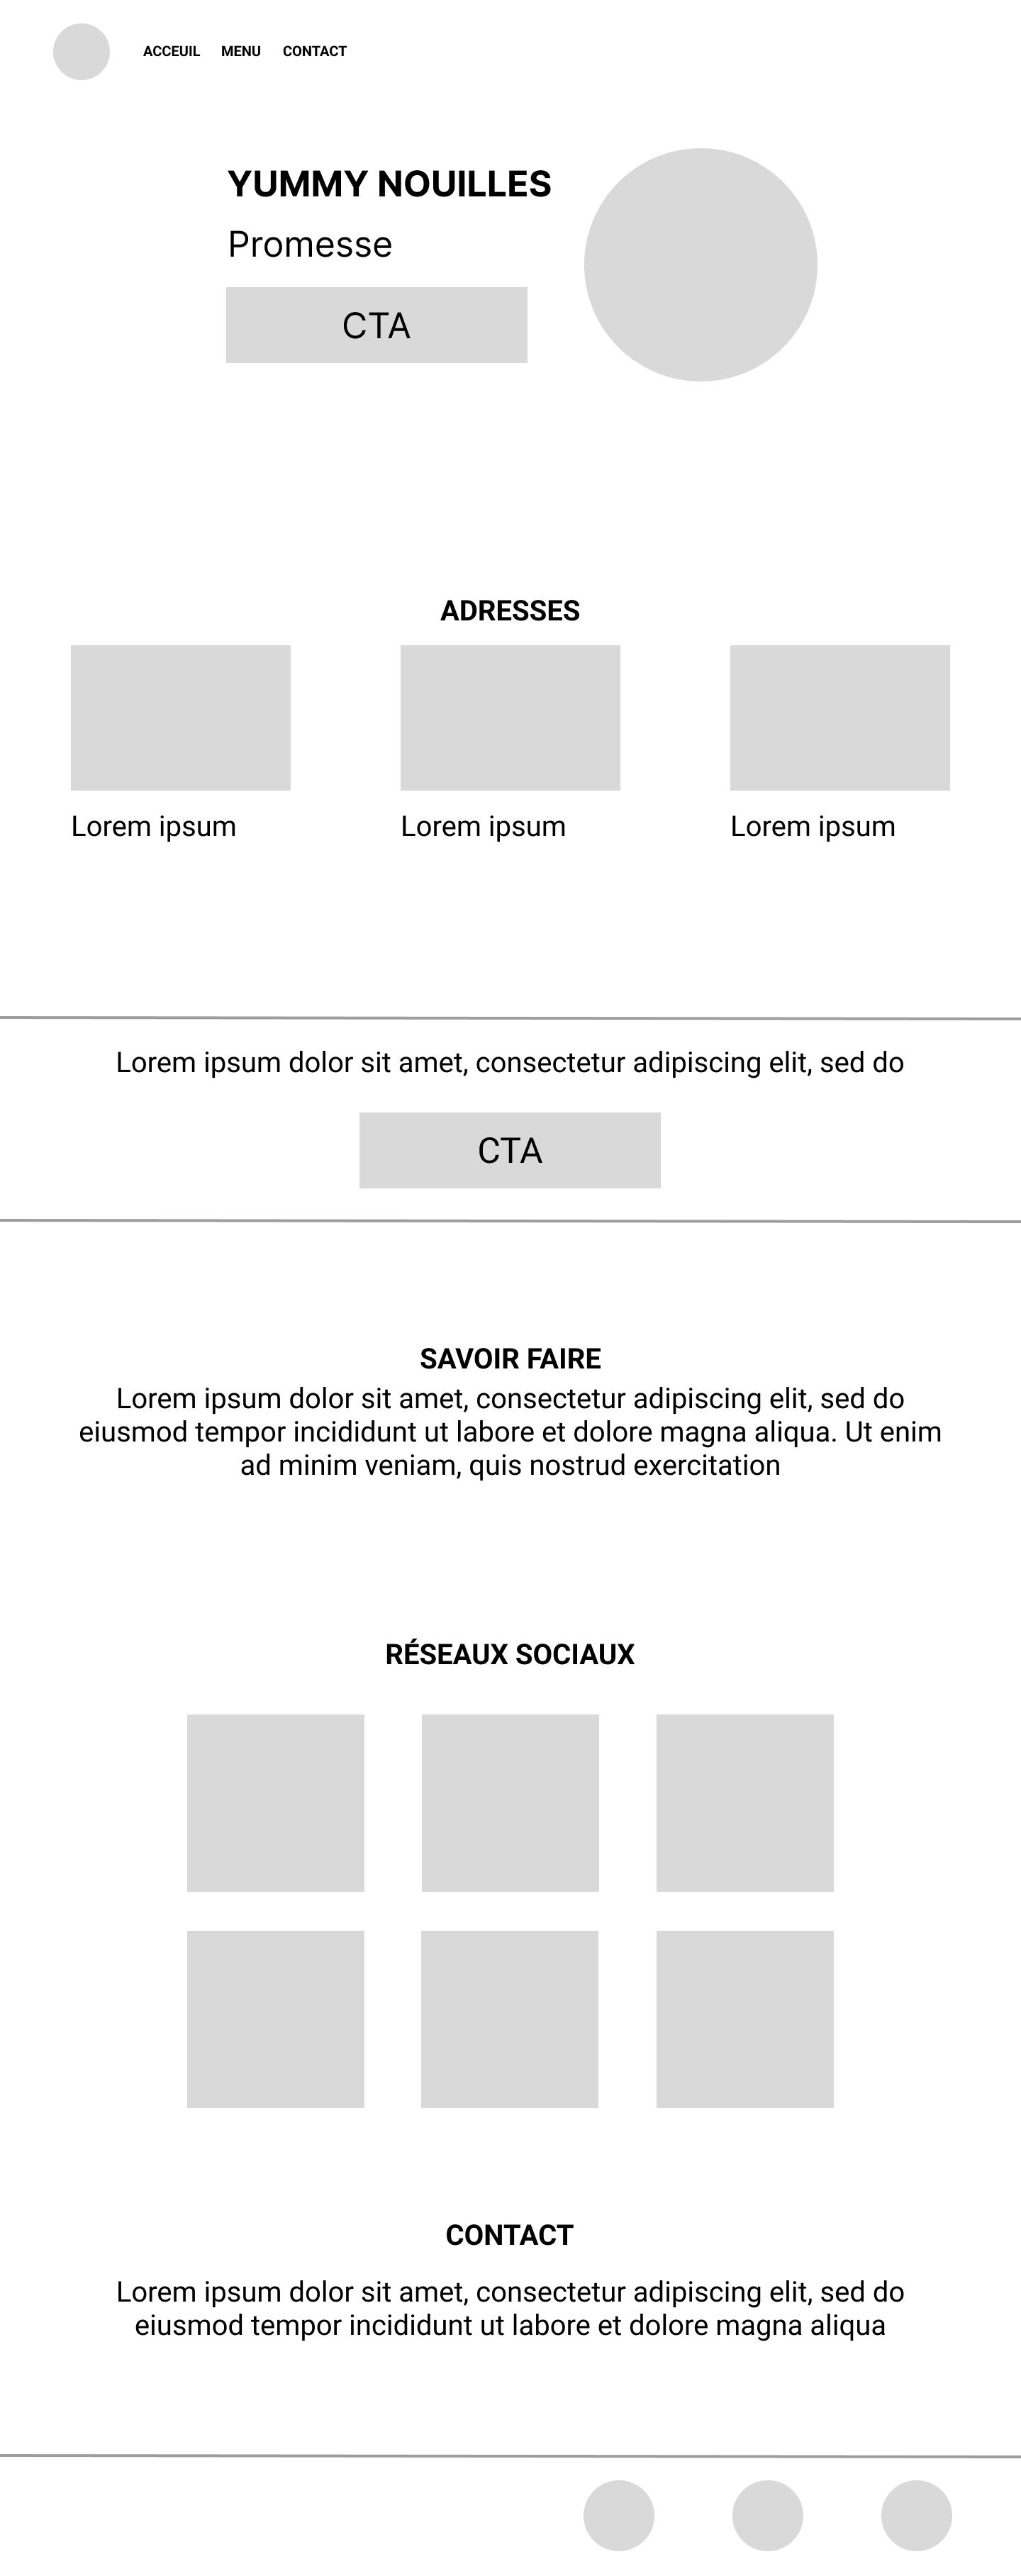 ACCEUIL MENU CONTACT
YUMMY NOUILLES
Promesse
CTA
ADRESSES
Lorem ipsum Lorem ipsum Lorem ipsum
Lorem ipsum dolor sit amet, consectetur adipiscing elit, sed do
CTA
SAVOIR FAIRE
Lorem ipsum dolor sit amet, consectetur adipiscing elit, sed do
eiusmod tempor incididunt ut labore et dolore magna aliqua. Ut enim
ad minim veniam, quis nostrud exercitation
RÉSEAUX SOCIAUX
CONTACT
Lorem ipsum dolor sit amet, consectetur adipiscing elit, sed do
eiusmod tempor incididunt ut labore et dolore magna aliqua